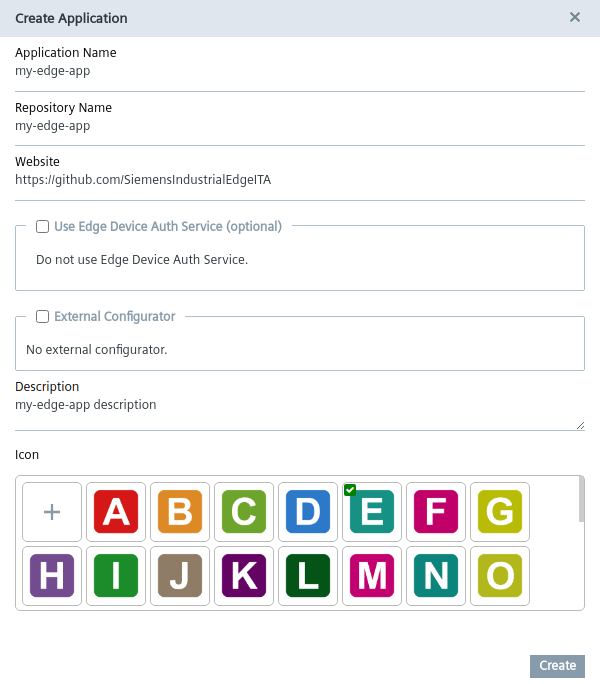 Create Application
Application Name
my-edge-app
Repository Name
my-edge-app
Website
https://github.com/SiemensIndustrialEdgeITA
Use Edge Device Auth Service (optional)
Do not use Edge Device Auth Service.
External Configurator
No external configurator.
Description
my-edge-app description
Icon
A B C D E F G
H I J K L M N O
Create